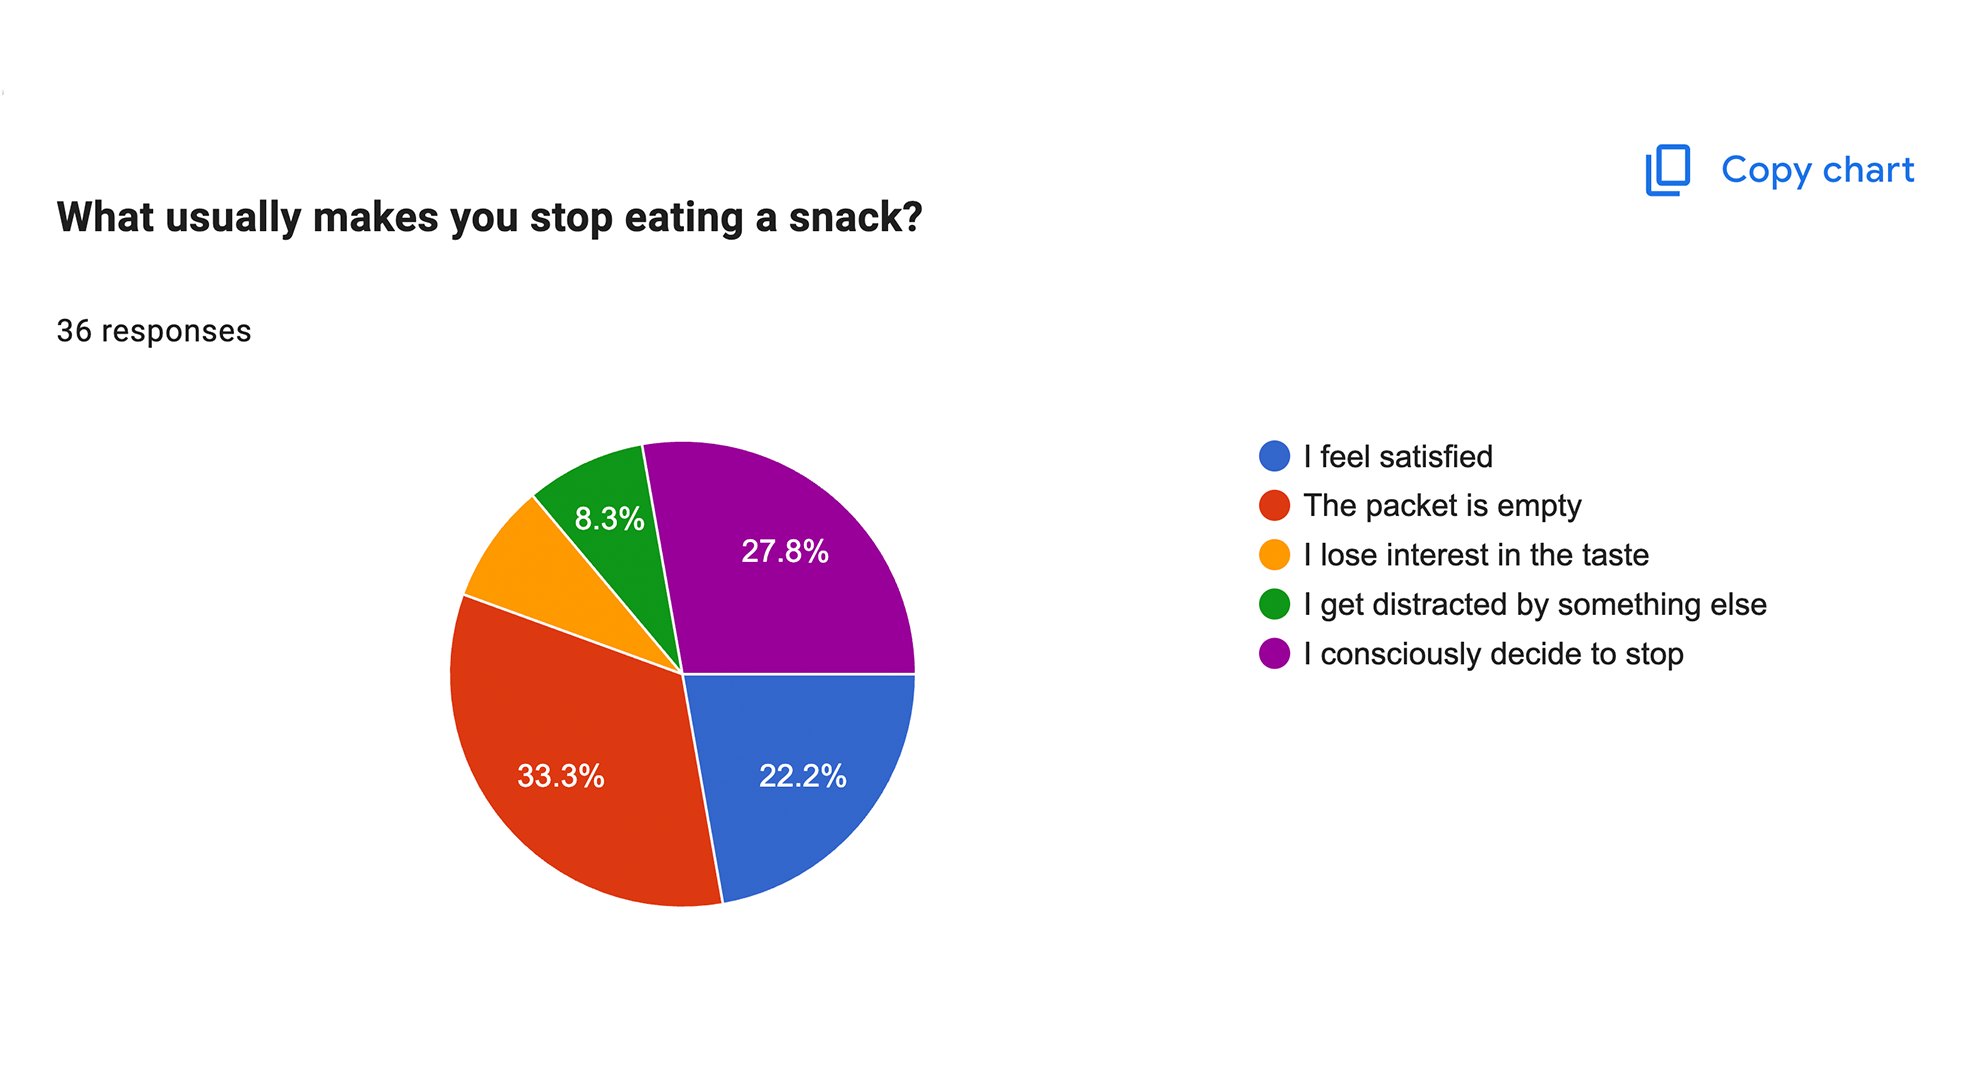 Copy chart
What usually makes you stop eating a snack?
36 responses
8.3%
27.8%
33.3%
22.2%
I feel satisfied
The packet is empty
I lose interest in the taste
I get distracted by something else
I consciously decide to stop